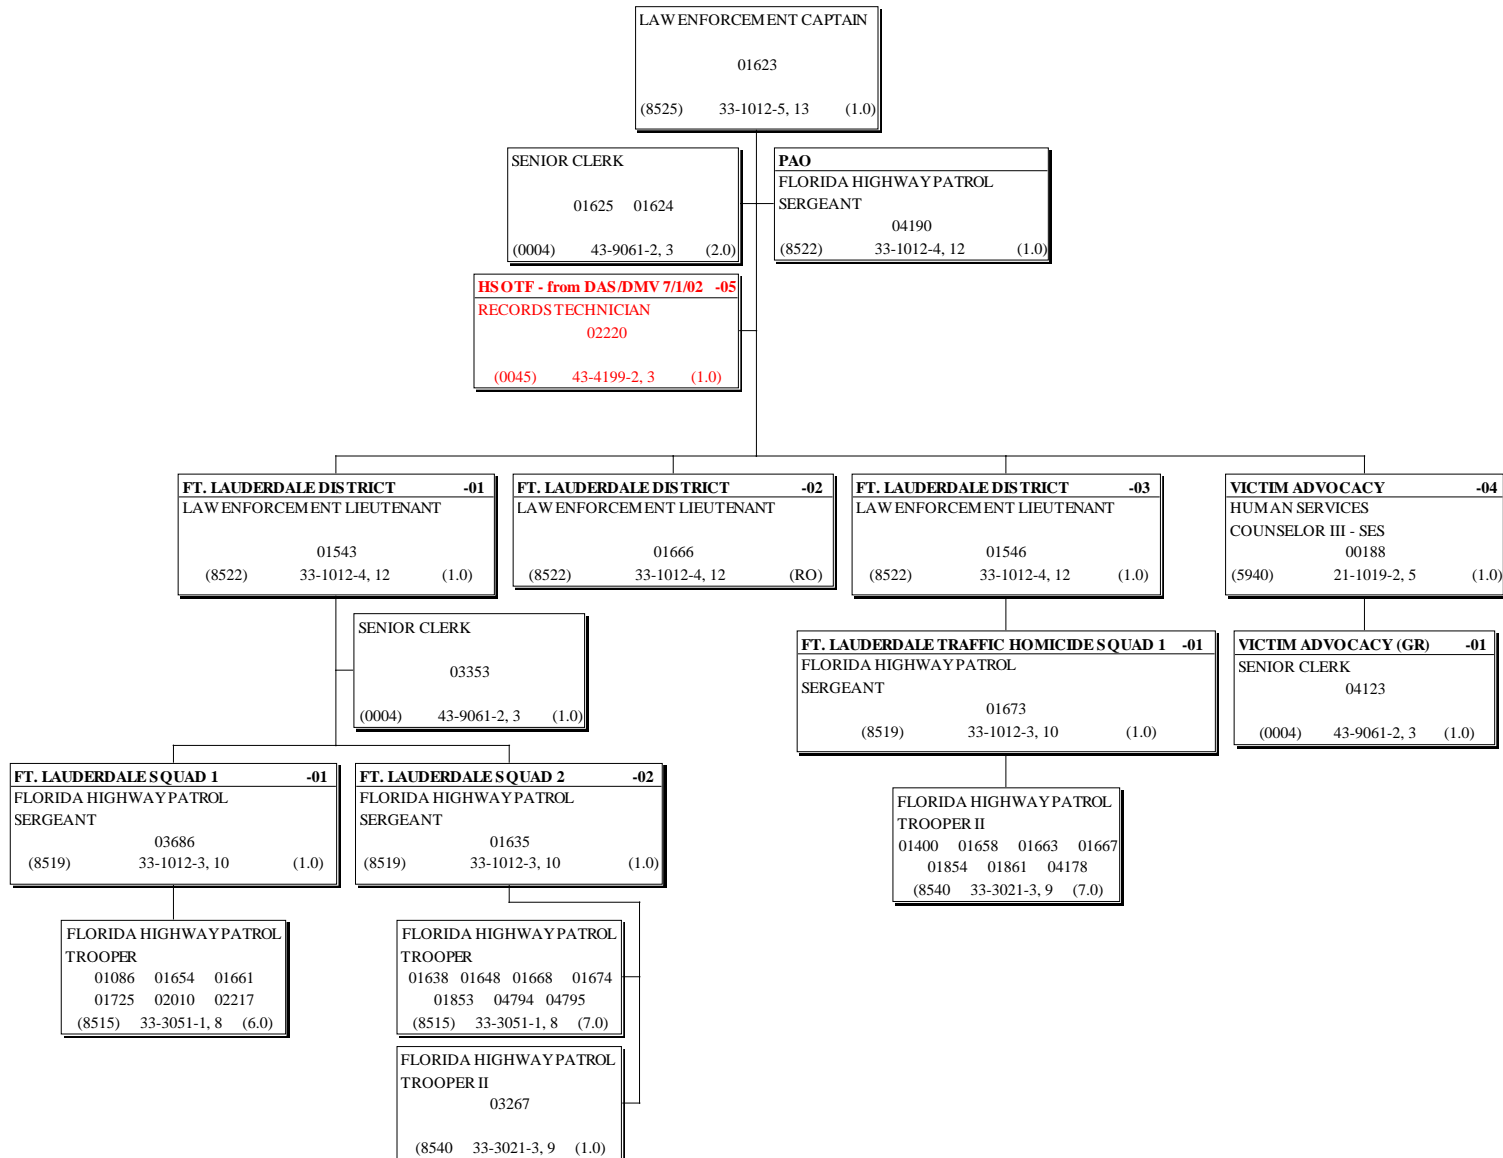 LAW ENFORCEMENT CAPTAIN
01623
(8525) 33-1012-5, 13 (1.0)
SENIOR CLERK
01625 01624
(0004) 43-9061-2, 3 (2.0)
PAO
FLORIDA HIGHWAY PATROL
SERGEANT
04190
(8522) 33-1012-4, 12 (1.0)
HSOTF - from DAS/DMV 7/1/02 -05
RECORDS TECHNICIAN
02220
(0045) 43-4199-2, 3 (1.0)
FT. LAUDERDALE DISTRICT -01
LAW ENFORCEMENT LIEUTENANT
01543
(8522) 33-1012-4, 12 (1.0)
FT. LAUDERDALE DISTRICT -02
LAW ENFORCEMENT LIEUTENANT
01666
(8522) 33-1012-4, 12 (RO)
FT. LAUDERDALE DISTRICT -03
LAW ENFORCEMENT LIEUTENANT
01546
(8522) 33-1012-4, 12 (1.0)
VICTIM ADVOCACY -04
HUMAN SERVICES
COUNSELOR III - SES
00188
(5940) 21-1019-2, 5 (1.0)
SENIOR CLERK
03353
(0004) 43-9061-2, 3 (1.0)
FT. LAUDERDALE TRAFFIC HOMICIDE SQUAD 1 -01
FLORIDA HIGHWAY PATROL
SERGEANT
01673
(8519) 33-1012-3, 10 (1.0)
VICTIM ADVOCACY (GR) -01
SENIOR CLERK
04123
(0004) 43-9061-2, 3 (1.0)
FT. LAUDERDALE SQUAD 1 -01
FLORIDA HIGHWAY PATROL
SERGEANT
03686
(8519) 33-1012-3, 10 (1.0)
FT. LAUDERDALE SQUAD 2 -02
FLORIDA HIGHWAY PATROL
SERGEANT
01635
(8519) 33-1012-3, 10 (1.0)
FLORIDA HIGHWAY PATROL
TROOPER II
01400 01658 01663 01667
01854 01861 04178
(8540 33-3021-3, 9 (7.0)
FLORIDA HIGHWAY PATROL
TROOPER
01086 01654 01661
01725 02010 02217
(8515) 33-3051-1, 8 (6.0)
FLORIDA HIGHWAY PATROL
TROOPER
01638 01648 01668 01674
01853 04794 04795
(8515) 33-3051-1, 8 (7.0)
FLORIDA HIGHWAY PATROL
TROOPER II
03267
(8540 33-3021-3, 9 (1.0)